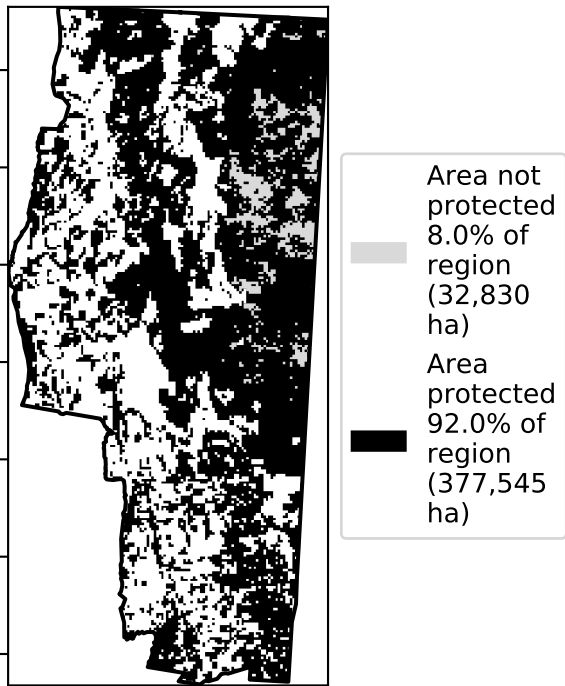 Area not
protected
8.0% of
region
(32,830
ha)
Area
protected
92.0% of
region
(377,545
ha)